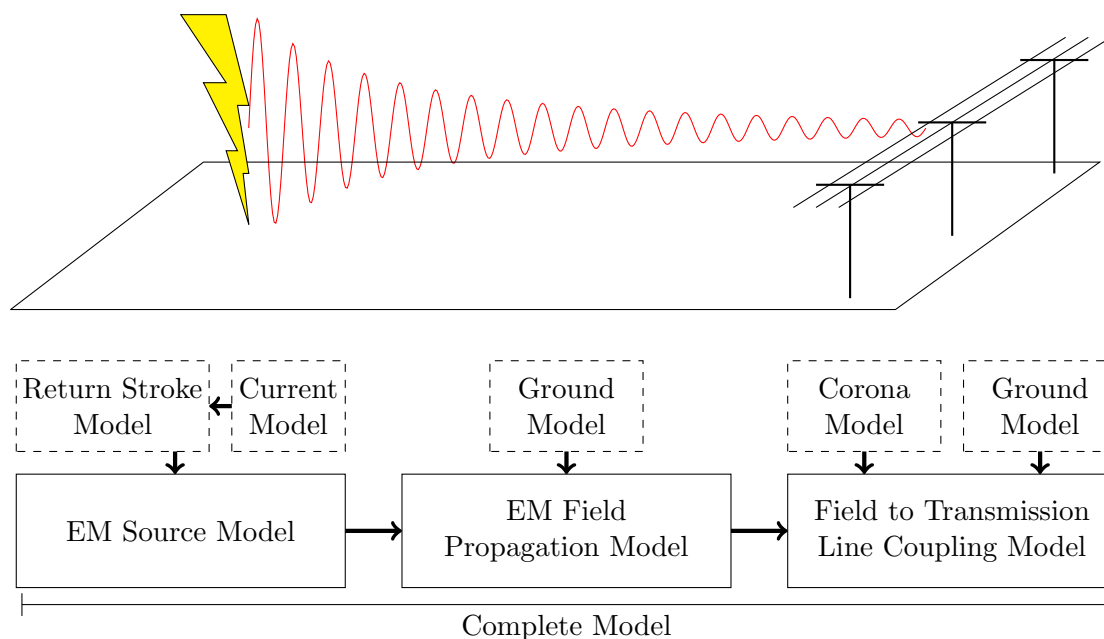 Return Stroke
Model
Current
Model
Ground
Model
Corona
Model
Ground
Model
EM Source Model
EM Field
Propagation Model
Field to Transmission
Line Coupling Model
Complete Model